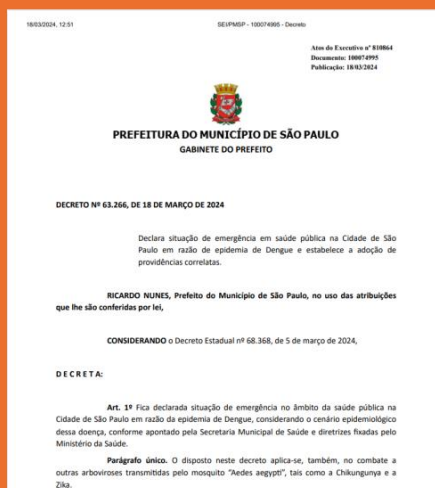 18/03/2024, 12:51
SEI/PMSP - 100074995 - Decreto
Atos do Executivo nº 810864
Documento: 100074995
Publicação: 18/03/2024
PREFEITURA DO MUNICÍPIO DE SÃO PAULO
GABINETE DO PREFEITO
DECRETO Nº 63.266, DE 18 DE MARÇO DE 2024
Declara situação de emergência em saúde pública na Cidade de São
Paulo em razão de epidemia de Dengue e estabelece a adoção de
providências correlatas.
RICARDO NUNES, Prefeito do Município de São Paulo, no uso das atribuições
que lhe são conferidas por lei,
CONSIDERANDO o Decreto Estadual nº 68.368, de 5 de março de 2024,
D E C R E T A:
Art. 1º Fica declarada situação de emergência no âmbito da saúde pública na
Cidade de São Paulo em razão da epidemia de Dengue, considerando o cenário epidemiológico
dessa doença, conforme apontado pela Secretaria Municipal de Saúde e diretrizes fixadas pelo
Ministério da Saúde.
Parágrafo único. O disposto neste decreto aplica-se, também, no combate a
outras arboviroses transmitidas pelo mosquito "Aedes aegypti", tais como a Chikungunya e a
Zika.